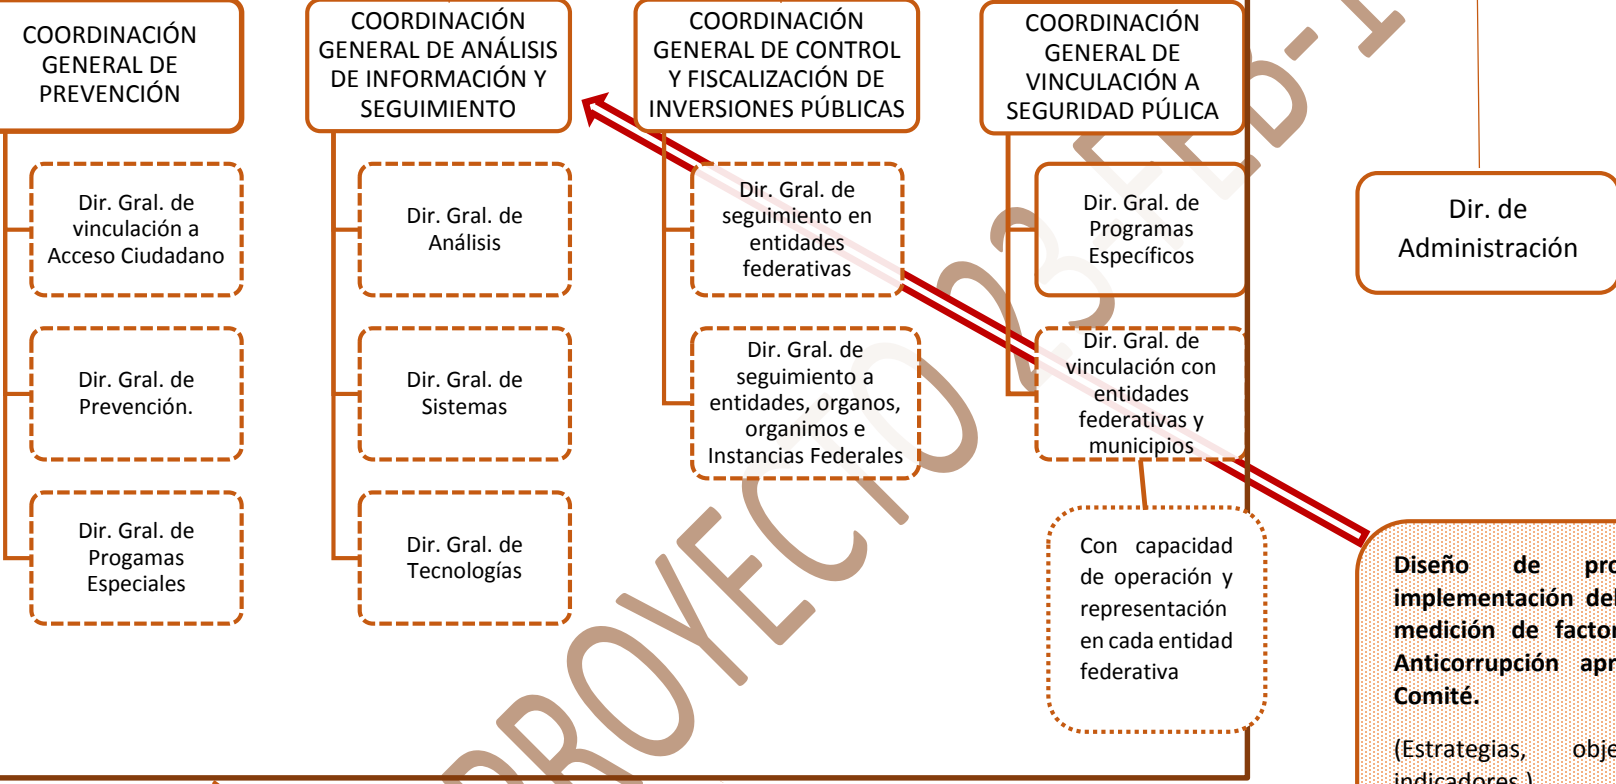 COORDINACIÓN
GENERAL DE
PREVENCIÓN
Dir. Gral. de
vinculación a
Acceso Ciudadano
Dir. Gral. de
Prevención.
Dir. Gral. de
Progamas
Especiales
COORDINACIÓN
GENERAL DE ANÁLISIS
DE INFORMACIÓN Y
SEGUIMIENTO
Dir. Gral. de
Análisis
Dir. Gral. de
Sistemas
Dir. Gral. de
Tecnologías
COORDINACIÓN
GENERAL DE CONTROL
Y FISCALIZACIÓN DE
INVERSIONES PÚBLICAS
Dir. Gral. de
seguimiento en
entidades
federativas
Dir. Gral. de
seguimiento a
entidades, organos,
organimos e
Instancias Federales
COORDINACIÓN
GENERAL DE
VINCULACIÓN A
SEGURIDAD PÚLICA
Dir. Gral. de
Programas
Específicos
Dir. Gral. de
vinculación con
entidades
federativas y
municipios
Con capacidad
de operación y
representación
en cada entidad
federativa
Dir. de
Administración
Diseño de
implementación
medición de
Anticorrupción
Comité.
(Estrategias,
indicadores.)
PROYECTO 23-FEB-1